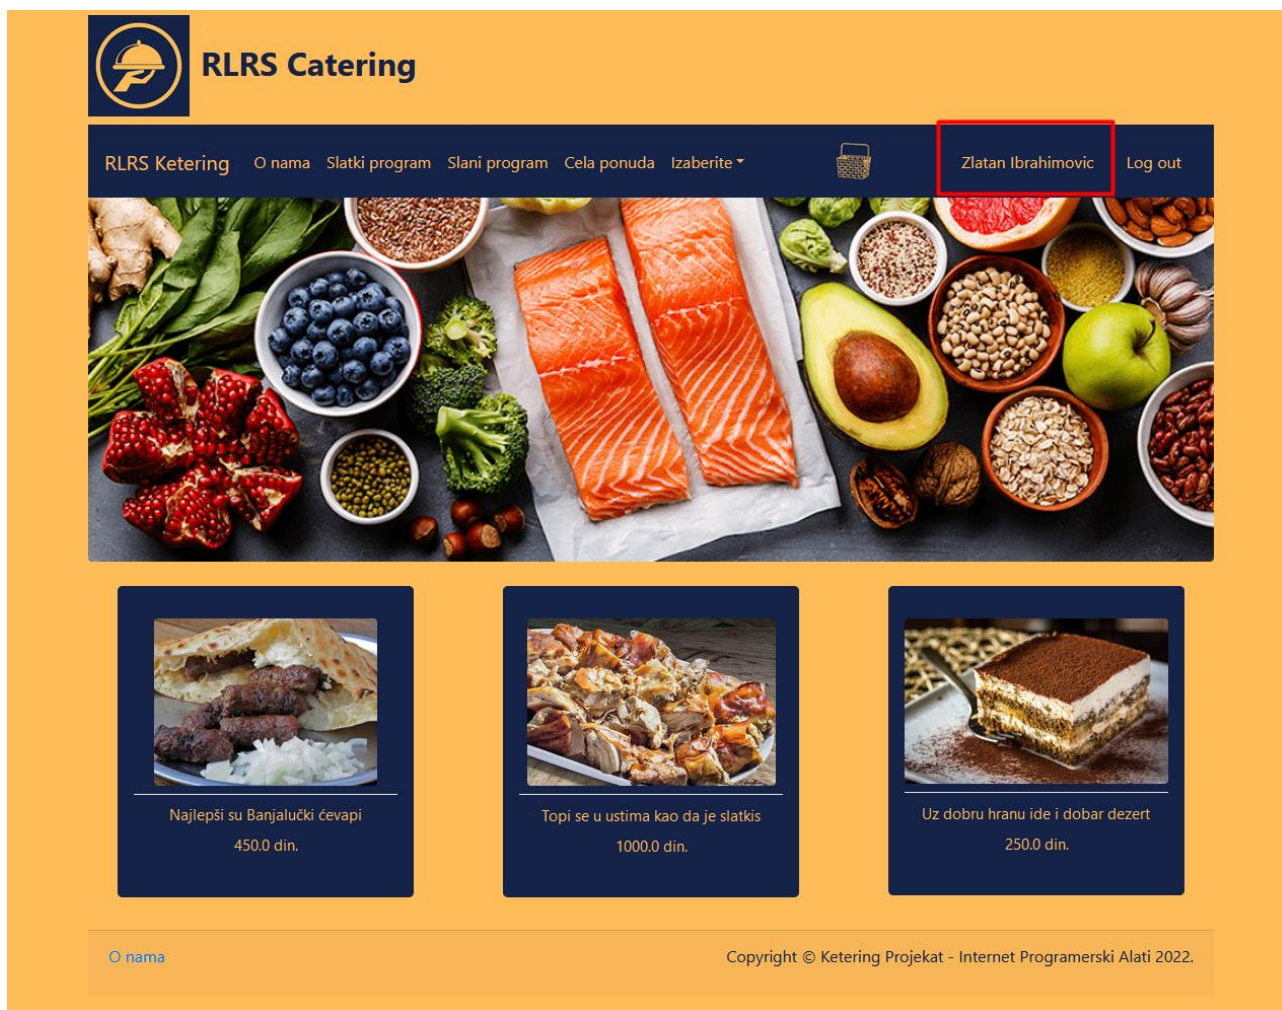 RLRS Catering
RLRS Ketering O nama Slatki program Slani program Cela ponuda Izaberite Zlatan Ibrahimovic Log out
Najlepši su Banjalučki ćevapi
450.0 din.
Topi se u ustima kao da je slatkis
1000.0 din.
Uz dobru hranu ide i dobar dezert
250.0 din.
O nama
Copyright © Ketering Projekat - Internet Programerski Alati 2022.